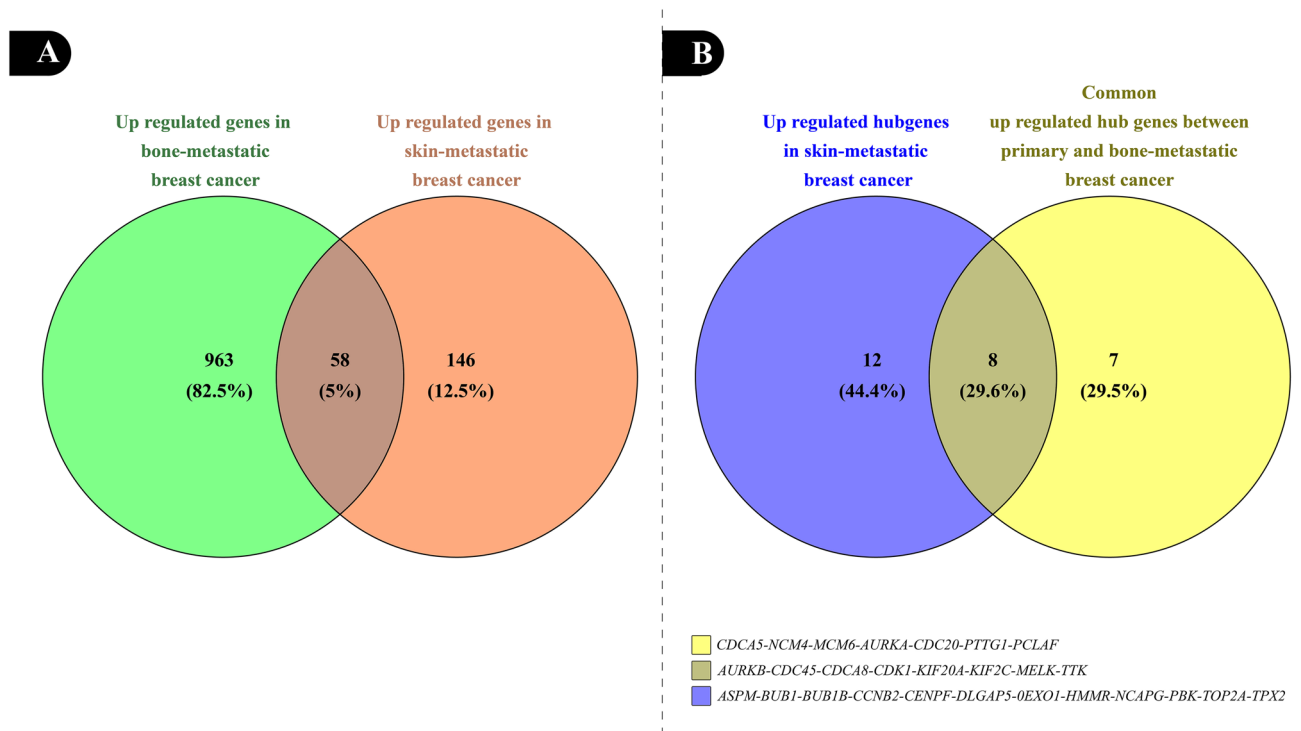 A
B
Up regulated genes in
bone-metastatic
breast cancer
Up regulated genes in
skin-metastatic
breast cancer
Up regulated hubgenes
in skin-metastatic
breast cancer
Common
up regulated hub genes between
primary and bone-metastatic
breast cancer
963
(82.5%)
58
(5%)
146
(12.5%)
12
(44.4%)
8
(29.6%)
7
(29.5%)
CDCA5-NCM4-MCM6-AURKA-CDC20-PTTG1-PCLAF
AURKB-CDC45-CDCA8-CDK1-KIF20A-KIF2C-MELK-TTK
ASPM-BUB1-BUB1B-CCNB2-CENPF-DLGAP5-0EXO1-HMMR-NCAPG-PBK-TOP2A-TPX2